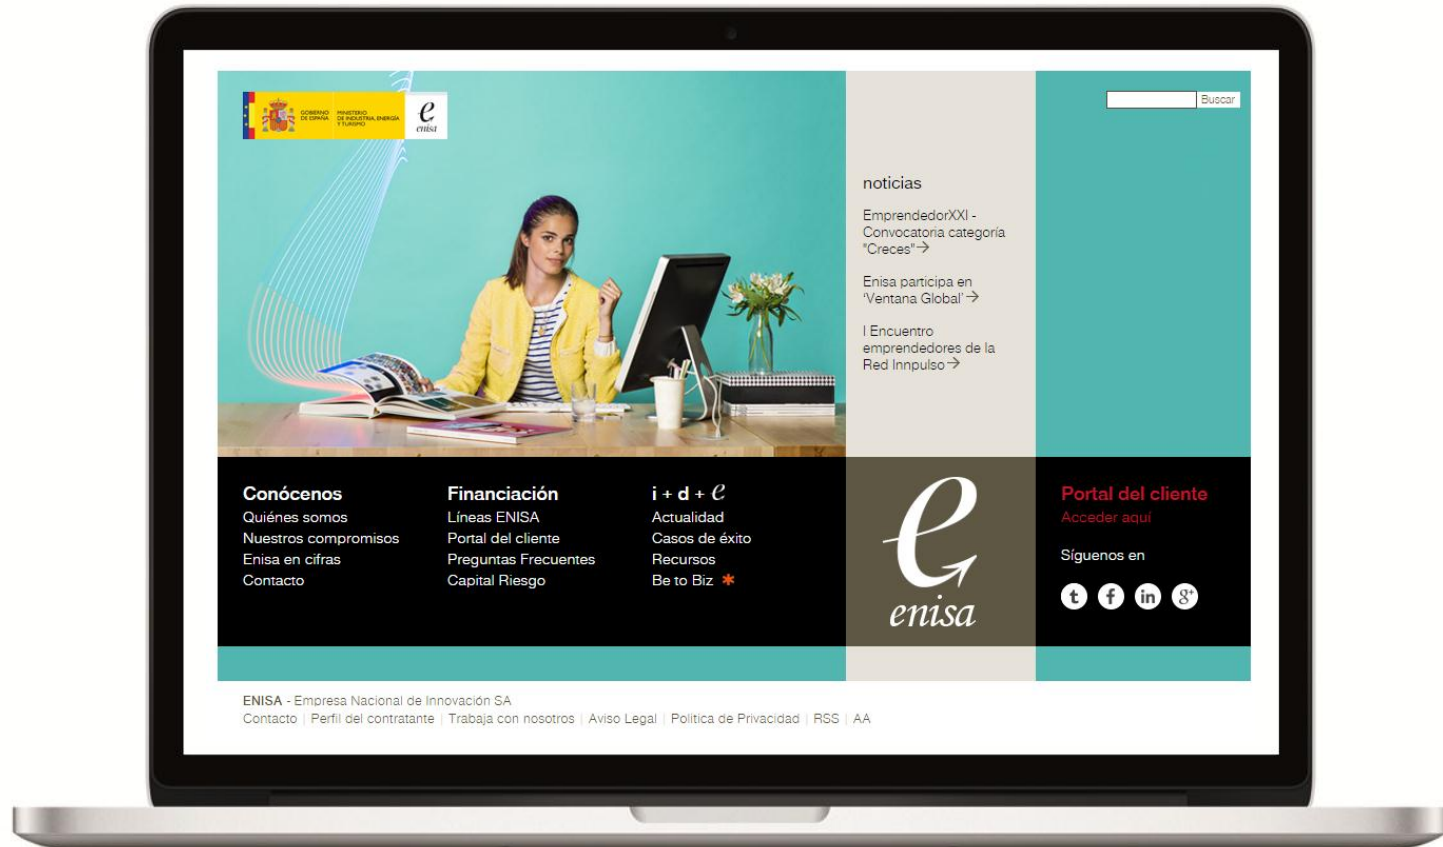 GOBIERNO
DE ESPAÑA
MINISTERIO
DE INDUSTRIA, ENERGÍA
Y TURISMO
e
enisa
Buscar
noticias
EmprendedorXXI -
Convocatoria categoría
"Creces"→
Enisa participa en
‘Ventana Global’→
I Encuentro
emprendedores de la
Red Innpulso→
Conócenos
Quiénes somos
Nuestros compromisos
Enisa en cifras
Contacto
Financiación
Líneas ENISA
Portal del cliente
Preguntas Frecuentes
Capital Riesgo
i + d + e
Actualidad
Casos de éxito
Recursos
Be to Biz *
e
enisa
Portal del cliente
Acceder aquí
Síguenos en
t f in g+
ENISA - Empresa Nacional de Innovación SA
Contacto | Perfil del contratante | Trabaja con nosotros | Aviso Legal | Política de Privacidad | RSS | AA